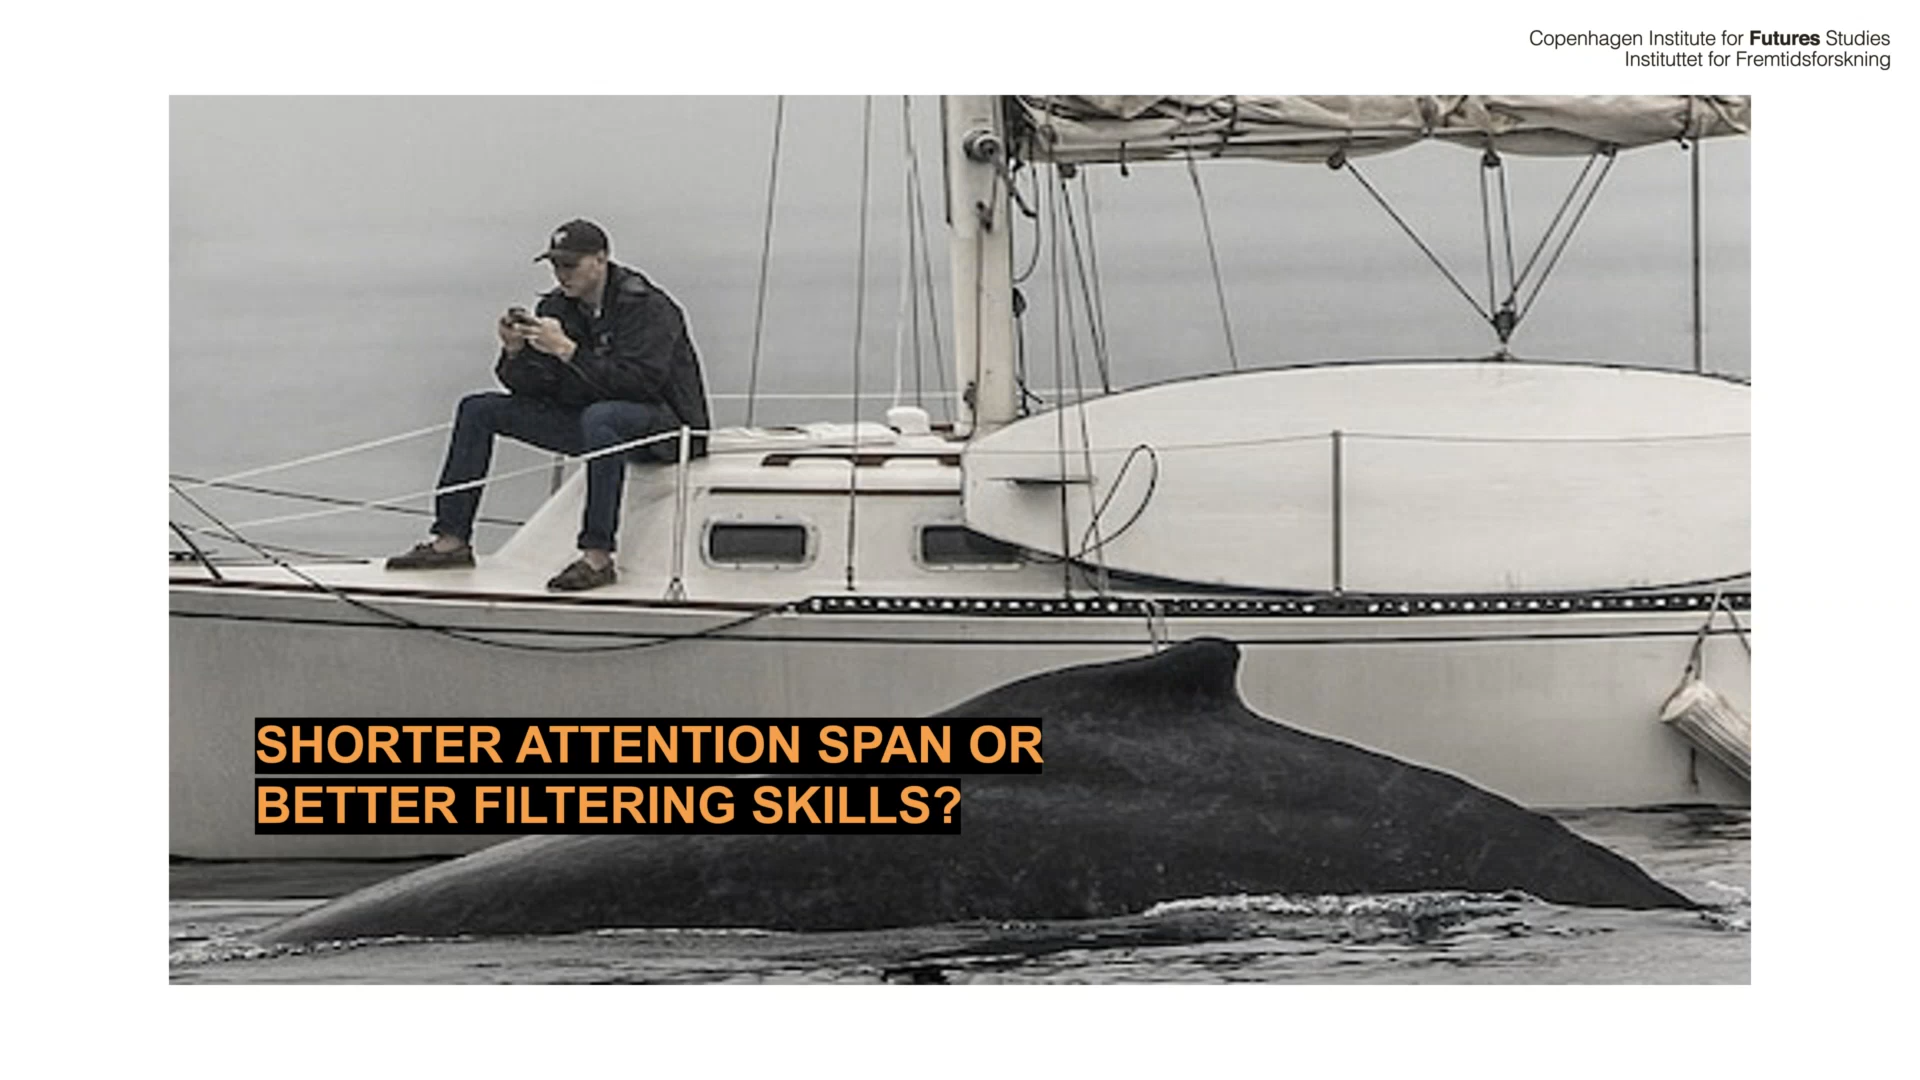 Copenhagen Institute for Futures Studies
Instituttet for Fremtidsforskning
SHORTER ATTENTION SPAN OR
BETTER FILTERING SKILLS?